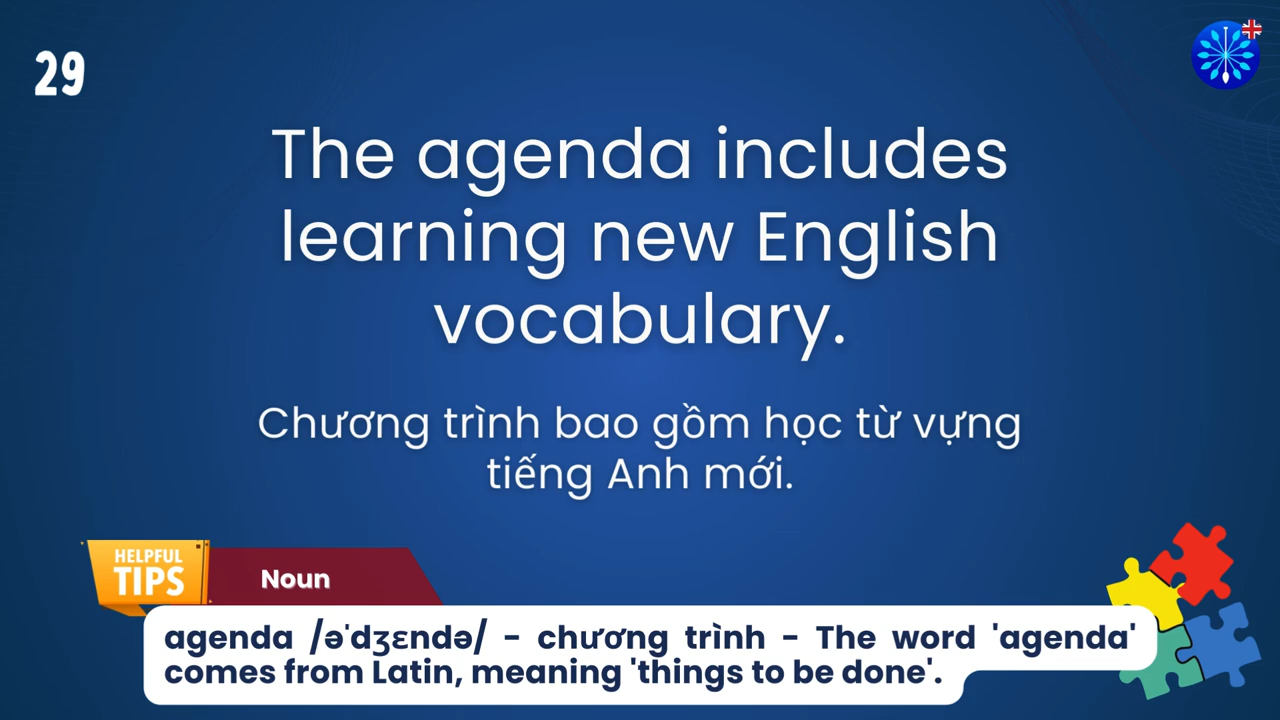 29
The agenda includes
learning new English
vocabulary.
Chương trình bao gồm học từ vựng
tiếng Anh mới.
HELPFUL
TIPS
Noun
agenda /əˈdʒɛndə/ - chương trình - The word 'agenda'
comes from Latin, meaning 'things to be done'.